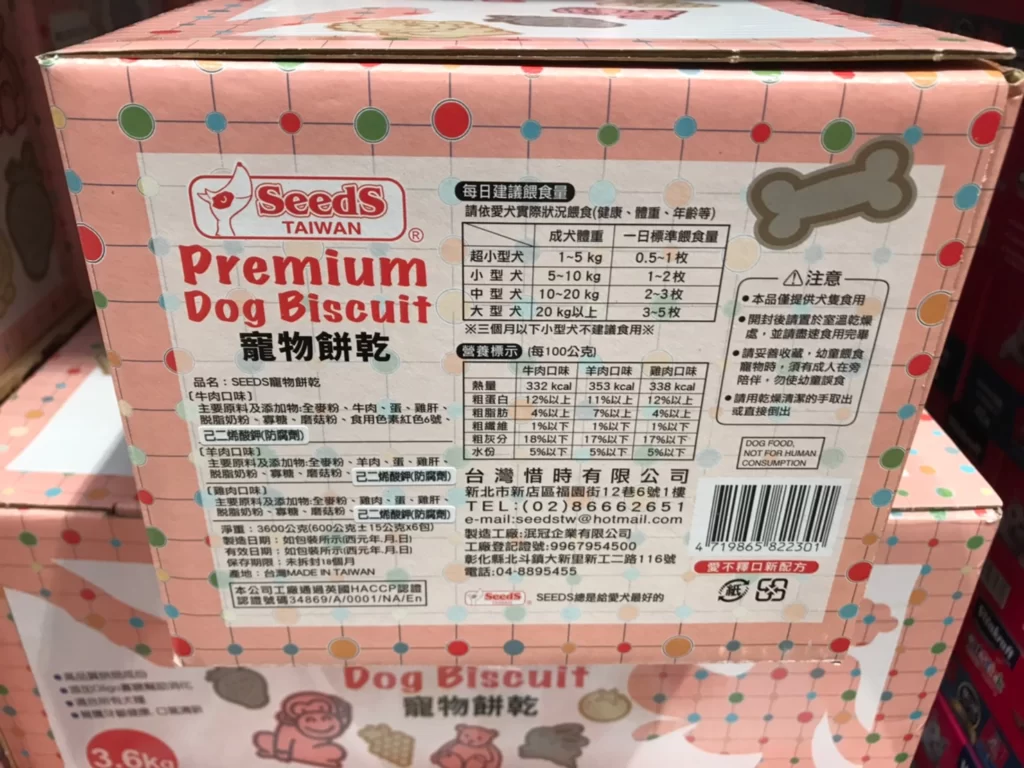 SeedS
TAIWAN
®
Premium
Dog Biscuit
寵物餅乾
品名：SEEDS寵物餅乾
〔牛肉口味〕
主要原料及添加物:全麥粉、牛肉、蛋、雞肝、
脫脂奶粉、寡糖、蘑菇粉、食用色素紅色6號、
己二烯酸鉀(防腐劑)
〔羊肉口味〕
主要原料及添加物:全麥粉、羊肉、蛋、雞肝、
脫脂奶粉、寡糖、蘑菇粉、己二烯酸鉀(防腐劑)
〔雞肉口味〕
主要原料及添加物:全麥粉、雞肉、蛋、雞肝、
脫脂奶粉、寡糖、蘑菇粉、己二烯酸鉀(防腐劑)
淨重：3600公克(600公克±15公克X6包)
製造日期：如包裝所示(西元年.月.日)
有效日期：如包裝所示(西元年.月.日)
保存期限：未拆封18個月
產地：台灣MADE IN TAIWAN
本公司工廠通過英國HACCP認證
認證號碼34869/A/0001/NA/En
每日建議餵食量
請依愛犬實際狀況餵食(健康、體重、年齡等)
成犬體重 一日標準餵食量
超小型犬 1~5 kg 0.5~1枚
小型犬 5~10 kg 1~2枚
中型犬 10~20 kg 2~3枚
大型犬 20 kg以上 3~5枚
※三個月以下小型犬不建議食用※
營養標示 (每100公克)
牛肉口味 羊肉口味 雞肉口味
熱量 332 kcal 353 kcal 338 kcal
粗蛋白 12%以上 11%以上 12%以上
粗脂肪 4%以上 7%以上 4%以上
粗纖維 1%以下 1%以下 1%以下
粗灰分 18%以下 17%以下 17%以下
水份 5%以下 5%以下 5%以下
台灣惜時有限公司
新北市新店區福園街12巷6號1樓
TEL:(02)86662651
e-mail:seedstw@hotmail.com
製造工廠:泯冠企業有限公司
工廠登記證號:9967954500
彰化縣北斗鎮大新里新工二路116號
電話:04-8895455
SeedS
SEEDS總是給愛犬最好的
注意
●本品僅提供犬隻食用
●開封後請置於室溫乾燥
處，並請盡速食用完畢
●請妥善收藏，幼童餵食
寵物時，須有成人在旁
陪伴，勿使幼童誤食
●請用乾燥清潔的手取出
或直接倒出
DOG FOOD,
NOT FOR HUMAN
CONSUMPTION
4 719865 822301
愛不釋口新配方
紙
Dog Biscuit
寵物餅乾
3.6kg